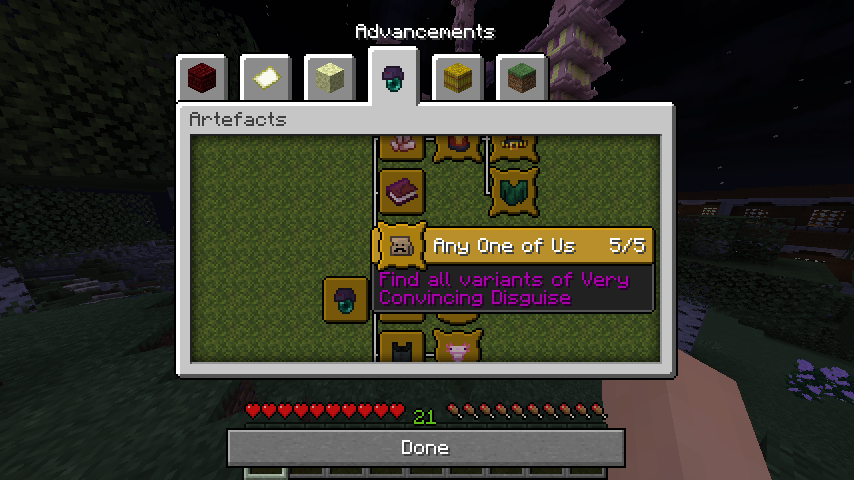 Advancements
Artefacts
Any One of Us 5/5
Find all variants of Very
Convincing Disguise
21
Done